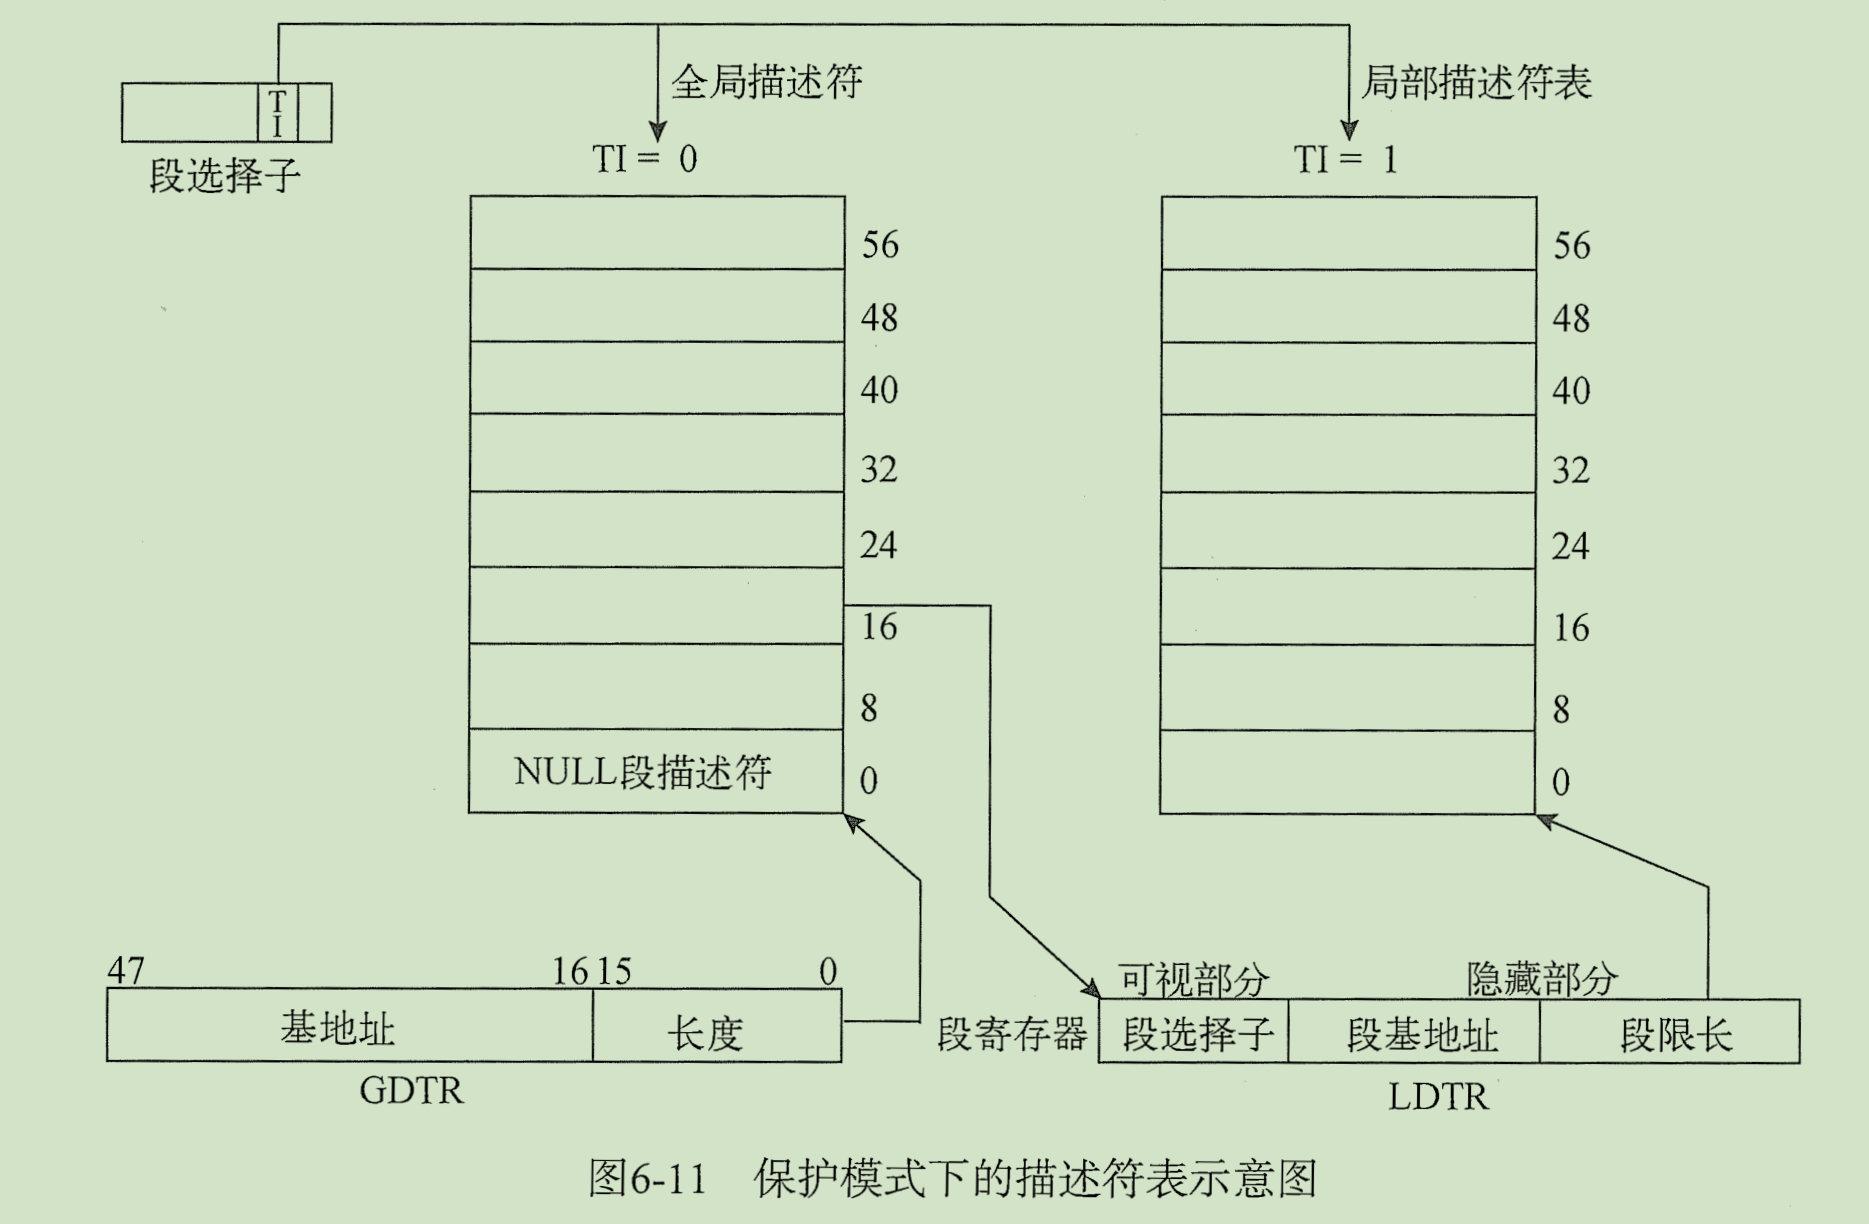 全局描述符
局部描述符表
T
I
段选择子
TI = 0
TI = 1
56
48
40
32
24
16
8
NULL段描述符
0
56
48
40
32
24
16
8
0
47
16 15
0
基地址
长度
GDTR
可视部分
隐藏部分
段寄存器
段选择子
段基地址
段限长
LDTR
图6-11 保护模式下的描述符表示意图